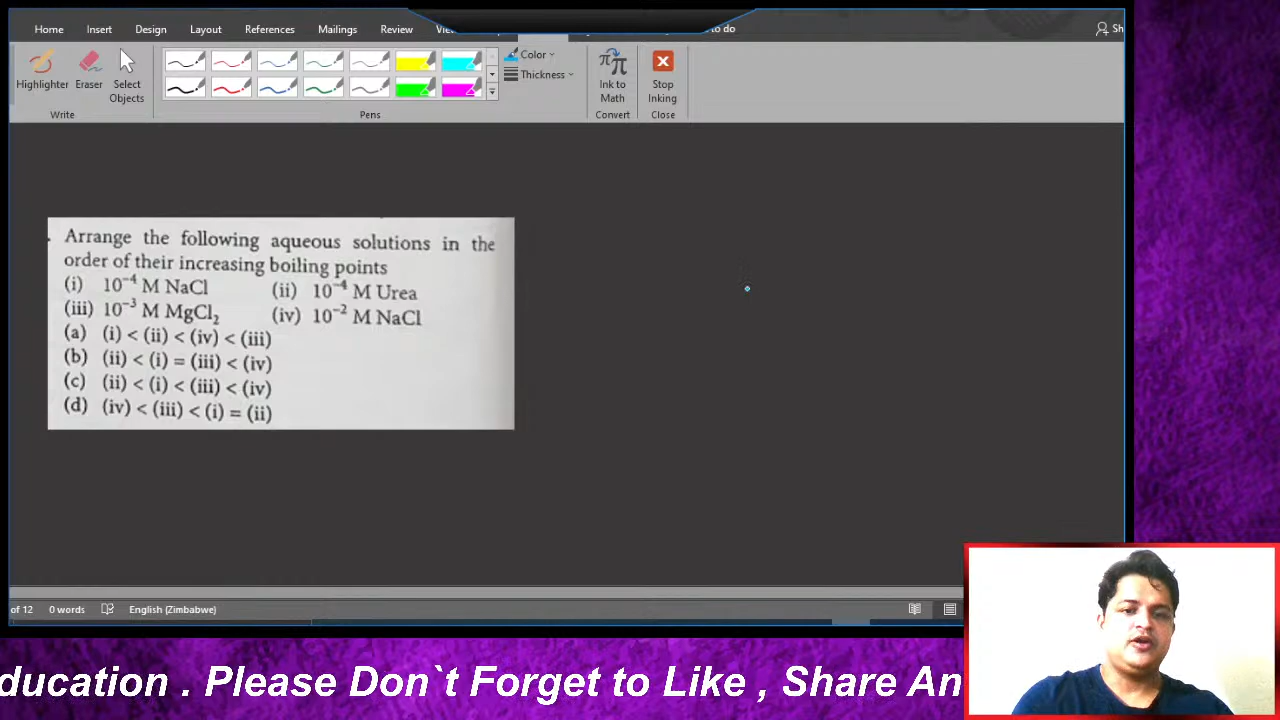 Home Insert Design Layout References Mailings Review to do Sh
Highlighter Eraser Select Objects
Color
Thickness
Ink to Math
Stop Inking
Write Pens Convert Close
Arrange the following aqueous solutions in the
order of their increasing boiling points
(i) 10⁻⁴ M NaCl (ii) 10⁻⁴ M Urea
(iii) 10⁻³ M MgCl₂ (iv) 10⁻² M NaCl
(a) (i) < (ii) < (iv) < (iii)
(b) (ii) < (i) = (iii) < (iv)
(c) (ii) < (i) < (iii) < (iv)
(d) (iv) < (iii) < (i) = (ii)
of 12 0 words English (Zimbabwe)
ducation . Please Don`t Forget to Like , Share An